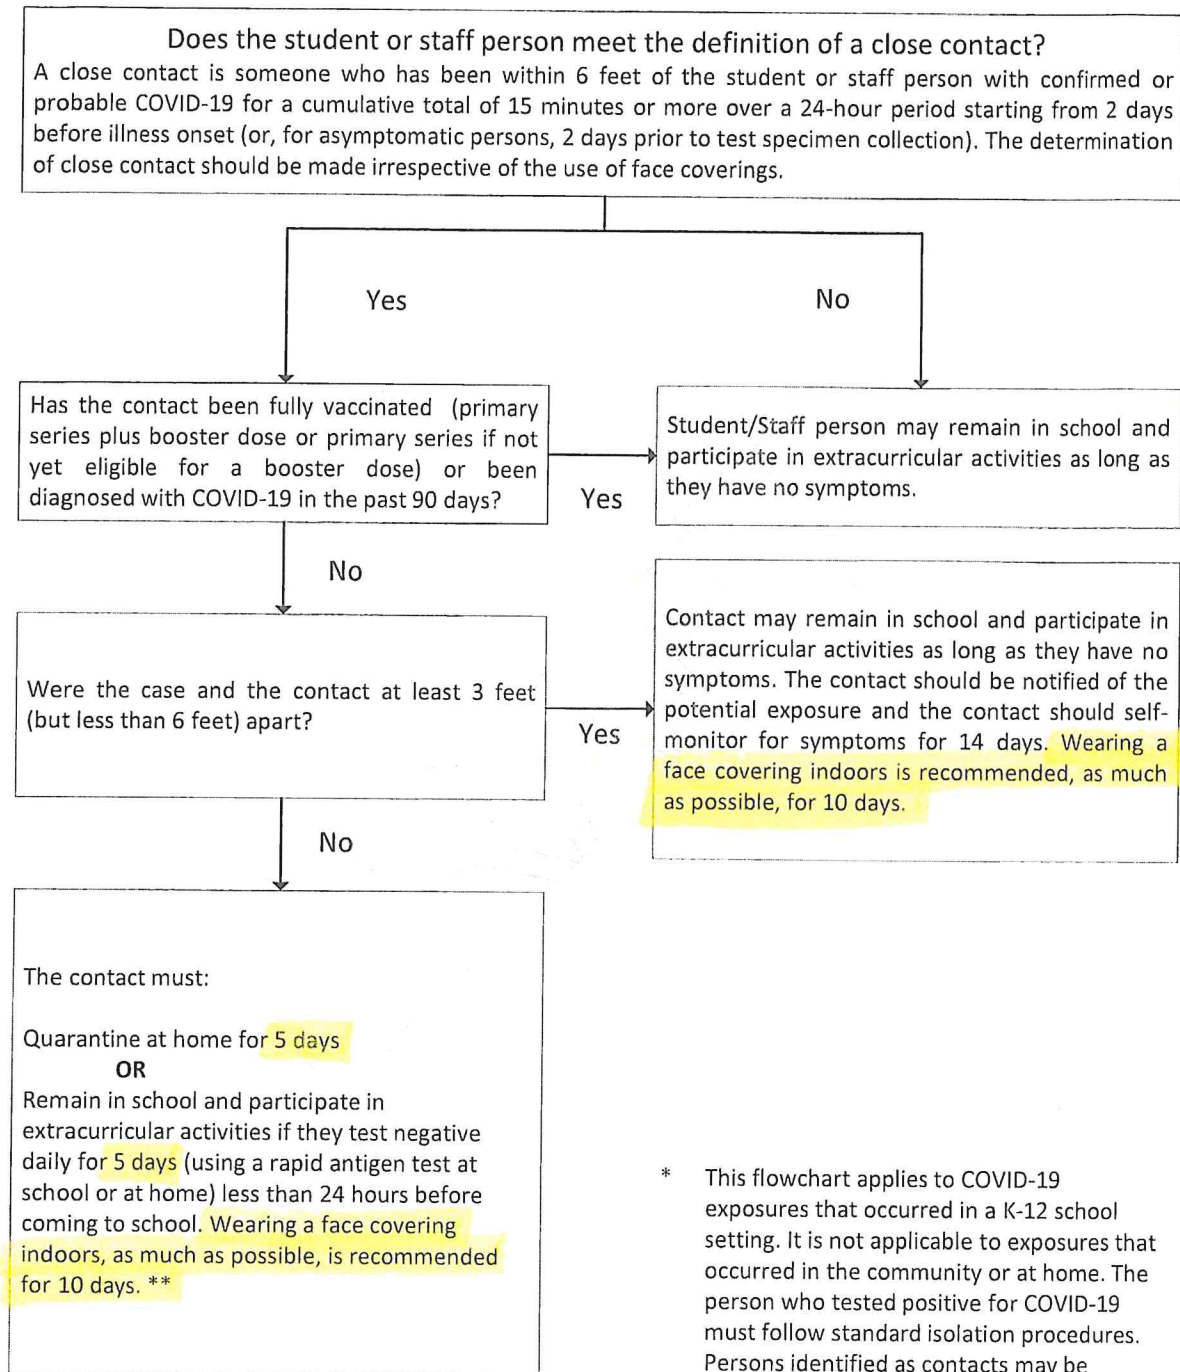 Does the student or staff person meet the definition of a close contact?
A close contact is someone who has been within 6 feet of the student or staff person with confirmed or
probable COVID-19 for a cumulative total of 15 minutes or more over a 24-hour period starting from 2 days
before illness onset (or, for asymptomatic persons, 2 days prior to test specimen collection). The determination
of close contact should be made irrespective of the use of face coverings.
Yes
No
Has the contact been fully vaccinated (primary
series plus booster dose or primary series if not
yet eligible for a booster dose) or been
diagnosed with COVID-19 in the past 90 days?
Yes
Student/Staff person may remain in school and
participate in extracurricular activities as long as
they have no symptoms.
No
Were the case and the contact at least 3 feet
(but less than 6 feet) apart?
Yes
Contact may remain in school and participate in
extracurricular activities as long as they have no
symptoms. The contact should be notified of the
potential exposure and the contact should self-
monitor for symptoms for 14 days. Wearing a
face covering indoors is recommended, as much
as possible, for 10 days.
No
The contact must:
Quarantine at home for 5 days
OR
Remain in school and participate in
extracurricular activities if they test negative
daily for 5 days (using a rapid antigen test at
school or at home) less than 24 hours before
coming to school. Wearing a face covering
indoors, as much as possible, is recommended
for 10 days. **
* This flowchart applies to COVID-19
exposures that occurred in a K-12 school
setting. It is not applicable to exposures that
occurred in the community or at home. The
person who tested positive for COVID-19
must follow standard isolation procedures.
Persons identified as contacts may be